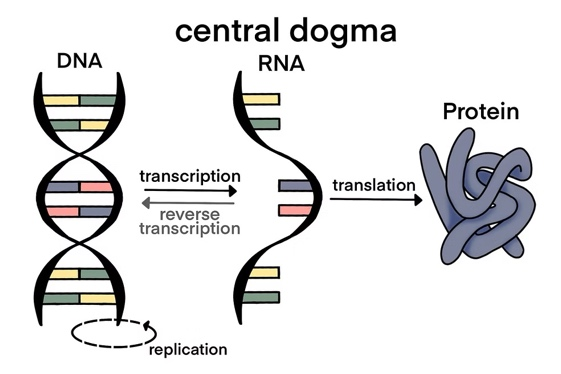 central dogma
DNA
RNA
Protein
transcription
reverse
transcription
translation
replication